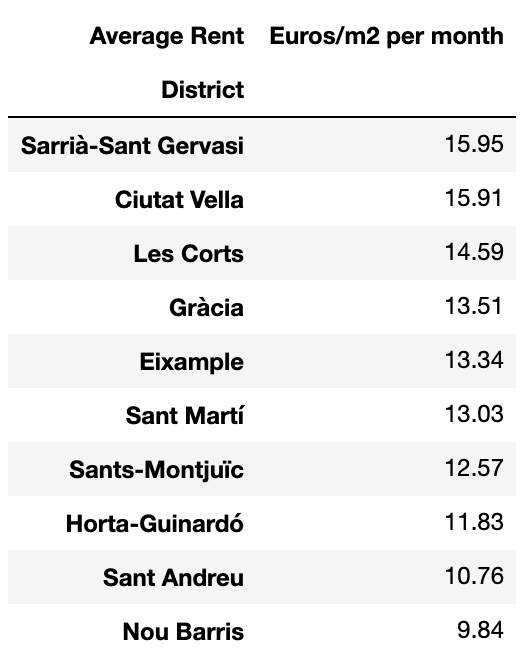 Average Rent Euros/m2 per month
District
Sarrià-Sant Gervasi 15.95
Ciutat Vella 15.91
Les Corts 14.59
Gràcia 13.51
Eixample 13.34
Sant Martí 13.03
Sants-Montjuïc 12.57
Horta-Guinardó 11.83
Sant Andreu 10.76
Nou Barris 9.84